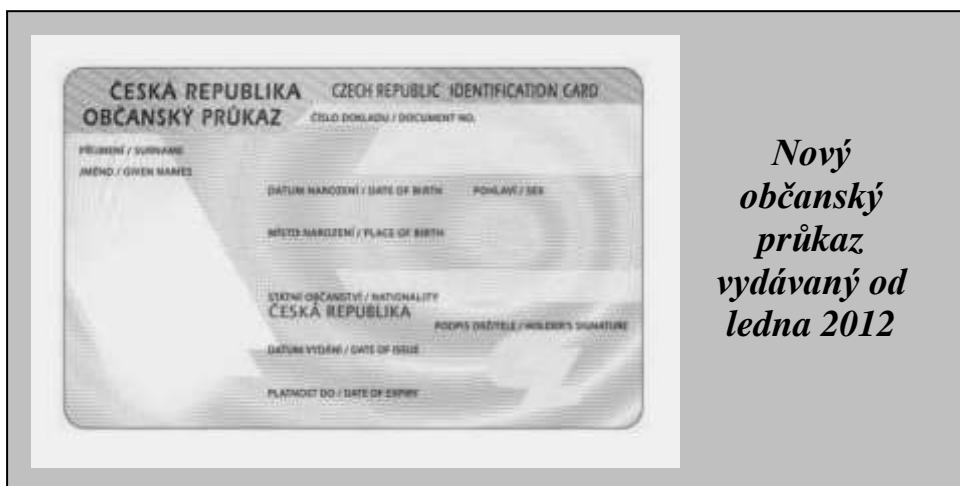 ČESKÁ REPUBLIKA CZECH REPUBLIC IDENTIFICATION CARD
OBČANSKÝ PRŮKAZ ČÍSLO DOKLADU / DOCUMENT NO.
PŘÍJMENÍ / SURNAME
JMÉNO / GIVEN NAMES
DATUM NAROZENÍ / DATE OF BIRTH POHLAVÍ / SEX
MÍSTO NAROZENÍ / PLACE OF BIRTH
STÁTNÍ OBČANSTVÍ / NATIONALITY
ČESKÁ REPUBLIKA
PODPIS DRŽITELE / HOLDER'S SIGNATURE
DATUM VYDÁNÍ / DATE OF ISSUE
PLATNOST DO / DATE OF EXPIRY
Nový
občanský
průkaz
vydávaný od
ledna 2012